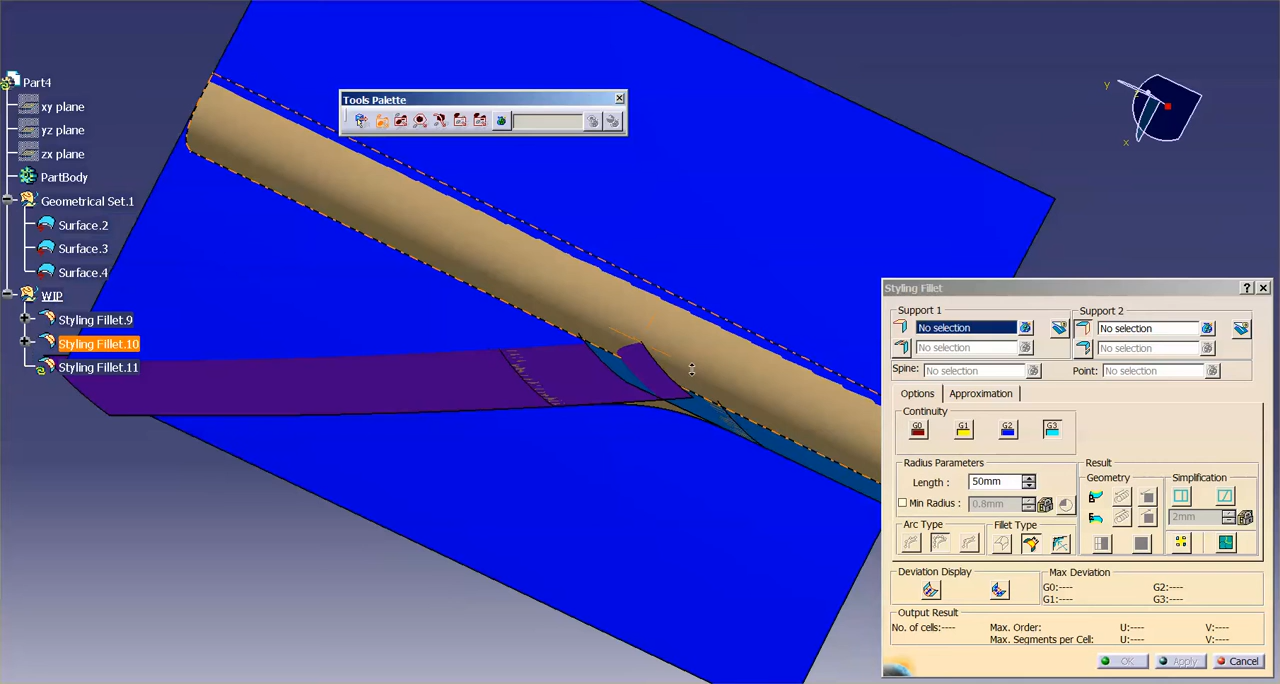 Part4
xy plane
yz plane
zx plane
PartBody
Geometrical Set.1
Surface.2
Surface.3
Surface.4
WIP
Styling Fillet.9
Styling Fillet.10
Styling Fillet.11
Tools Palette
y
x
Styling Fillet
Support 1
Support 2
No selection
No selection
No selection
No selection
Spine: No selection
Point: No selection
Options
Approximation
Continuity
G0
G1
G2
G3
Radius Parameters
Length : 50mm
Min Radius : 0.8mm
Result
Geometry
Simplification
2mm
Arc Type
Fillet Type
Deviation Display
Max Deviation
G0:---- G2:----
G1:---- G3:----
Output Result
No. of cells:---- Max. Order: U:---- V:----
Max. Segments per Cell: U:---- V:----
OK
Apply
Cancel